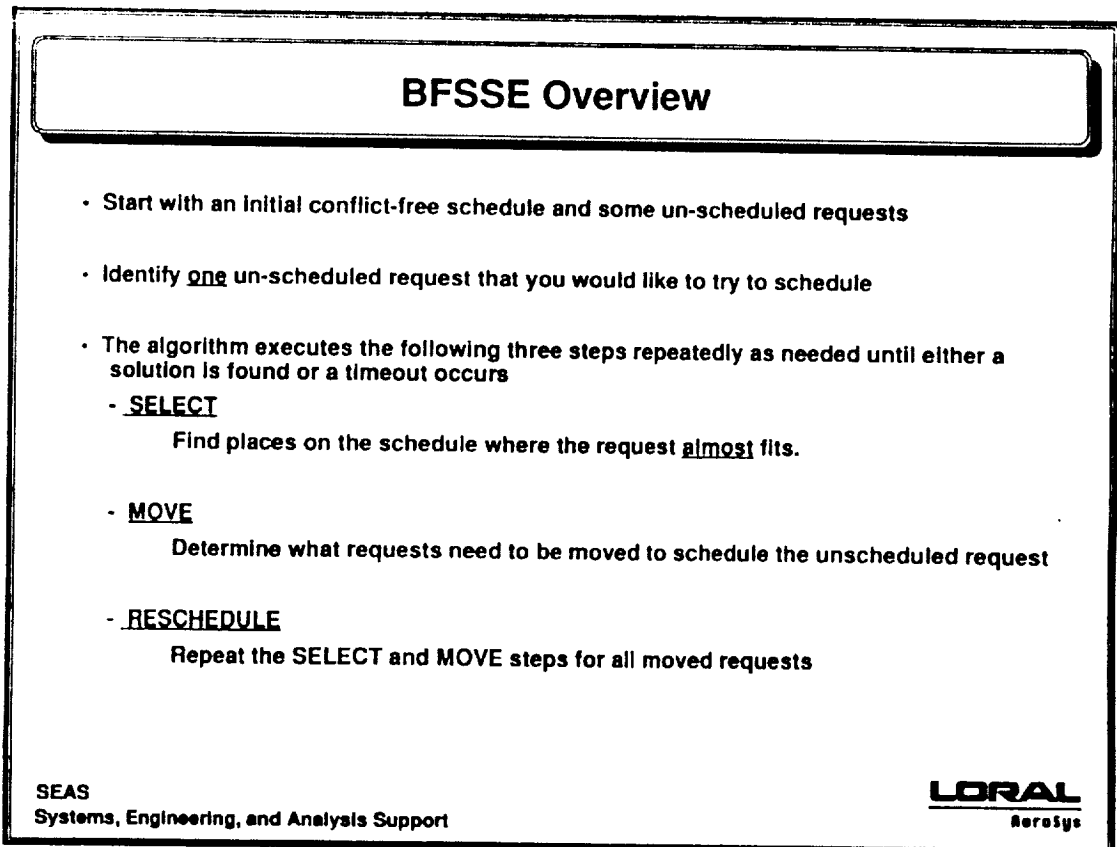 BFSSE Overview
· Start with an initial conflict-free schedule and some un-scheduled requests
· Identify one un-scheduled request that you would like to try to schedule
· The algorithm executes the following three steps repeatedly as needed until either a
solution is found or a timeout occurs
- SELECT
Find places on the schedule where the request almost fits.
- MOVE
Determine what requests need to be moved to schedule the unscheduled request
- RESCHEDULE
Repeat the SELECT and MOVE steps for all moved requests
SEAS
Systems, Engineering, and Analysis Support
LORAL
AeroSys